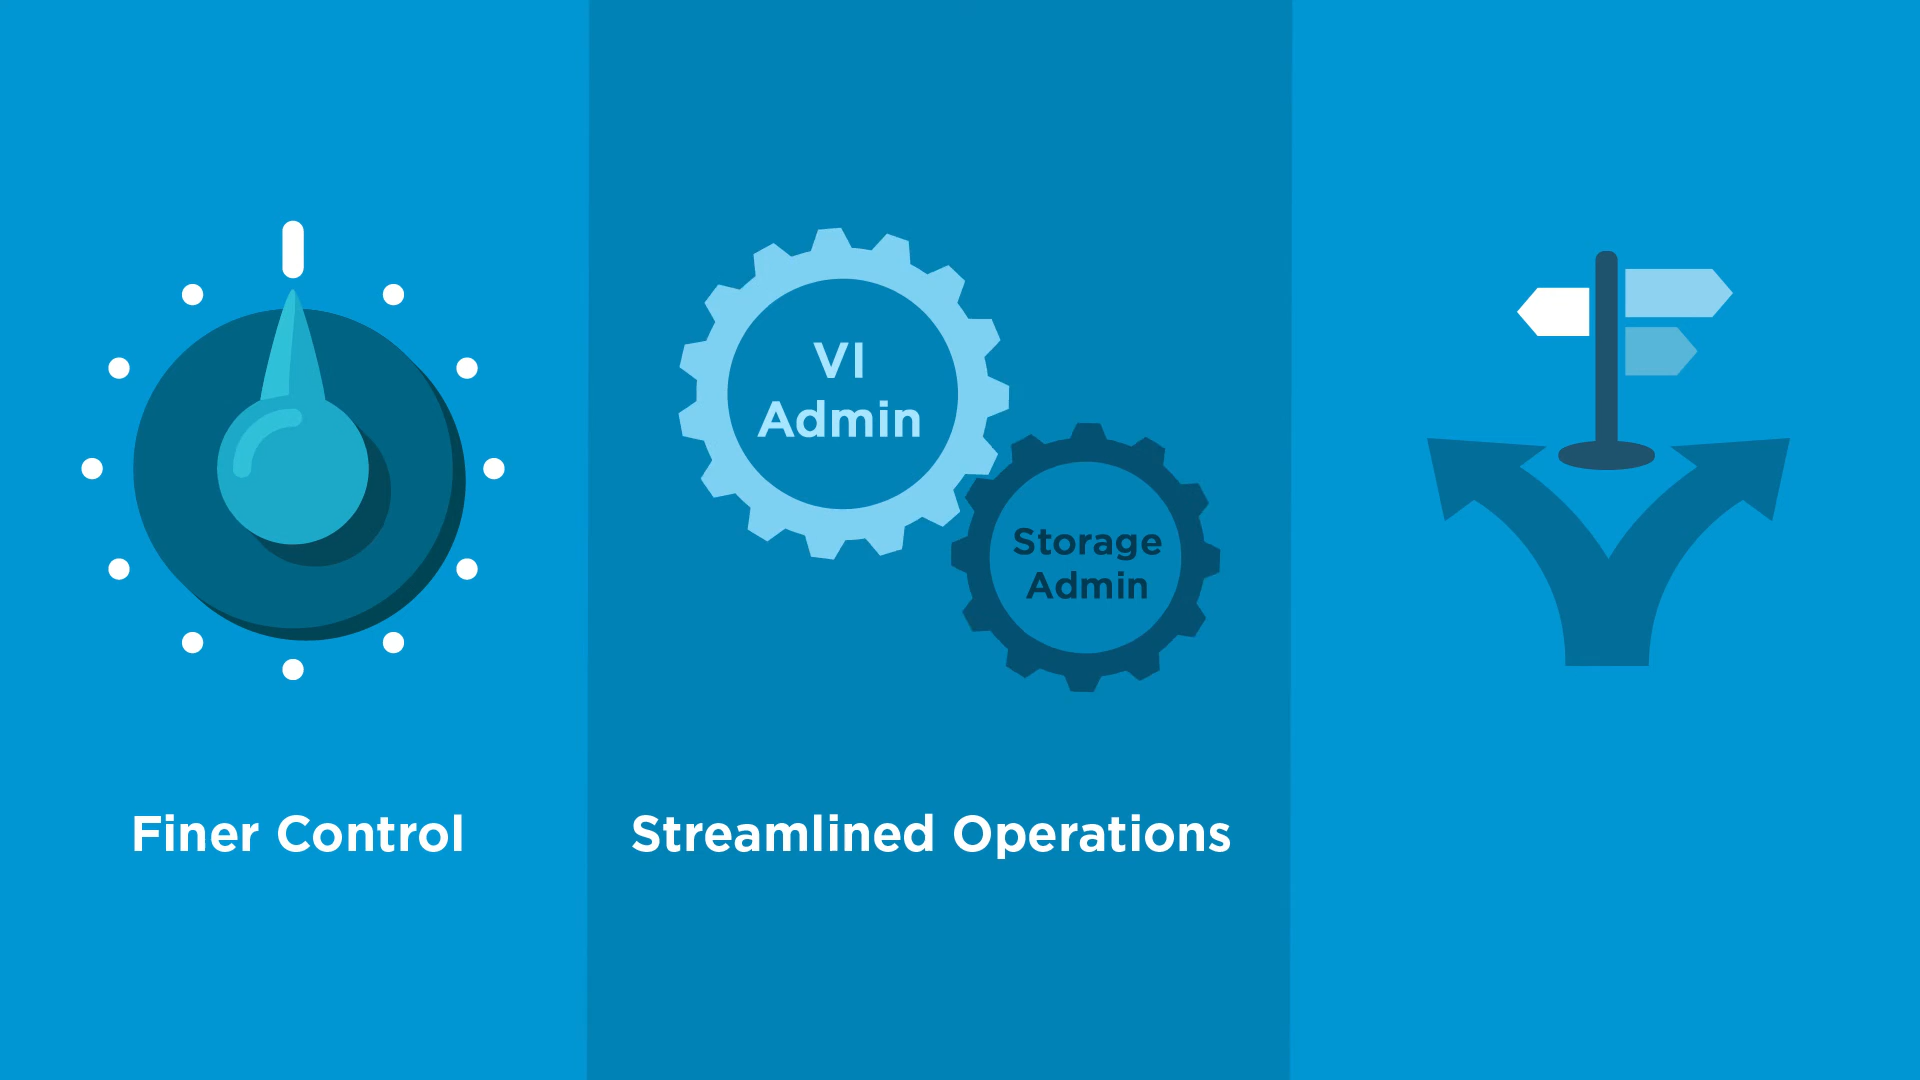 VI
Admin
Storage
Admin
Finer Control
Streamlined Operations